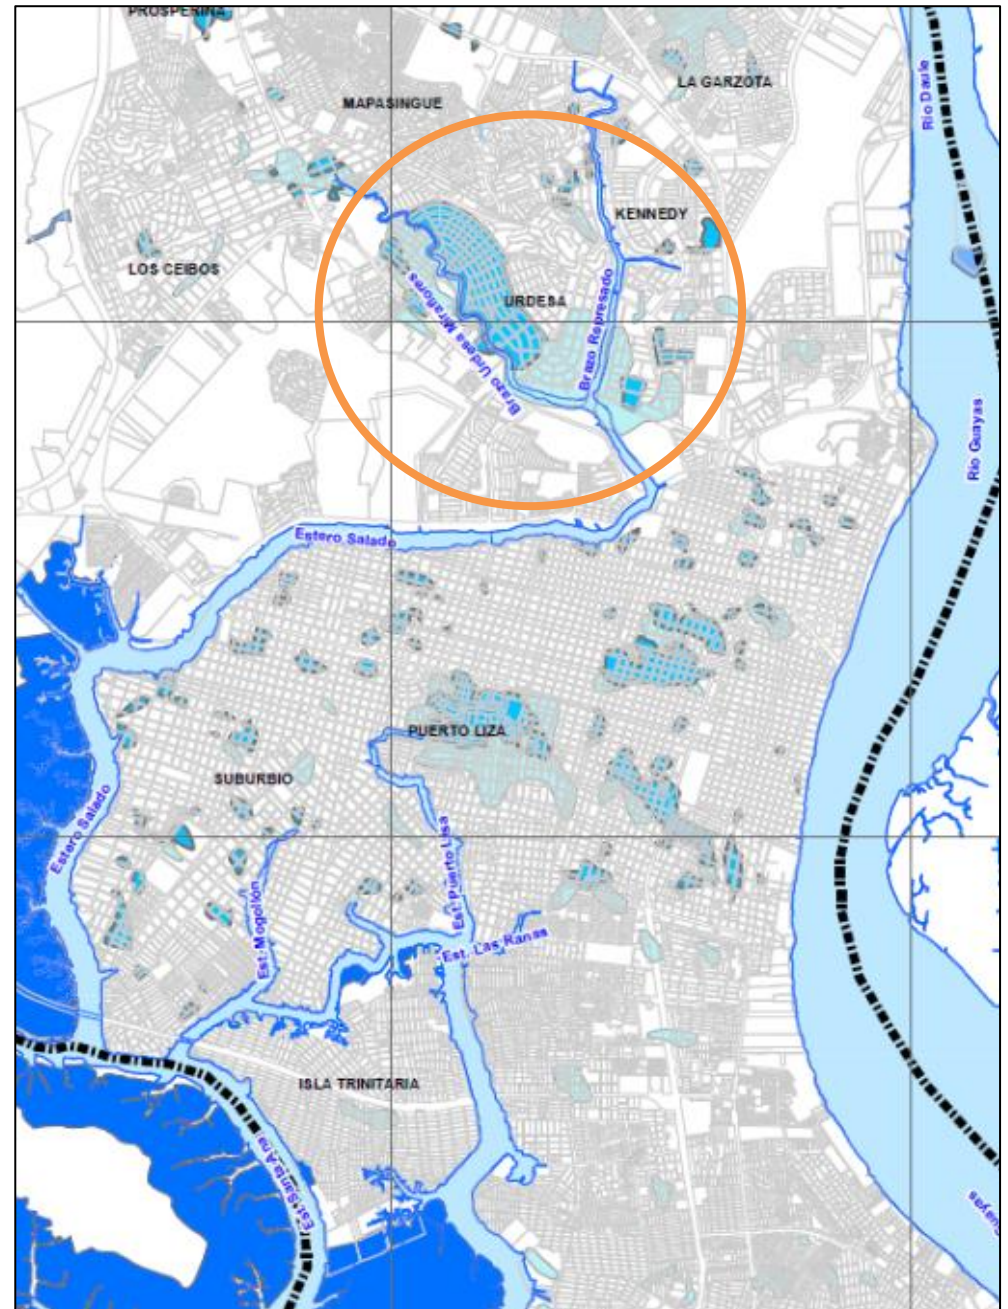 PROSPERINA
LA GARZOTA
MAPASINGUE
Río Daule
KENNEDY
LOS CEIBOS
URDESA
Brazo Urdesa Miraflores
Brazo Represado
Río Guayas
Estero Salado
PUERTO LIZA
SUBURBIO
Estero Salado
Est. Puerto Lisa
Est. Mogollón
Est. Las Ranas
ISLA TRINITARIA
Est. Santa Ana
Guayas